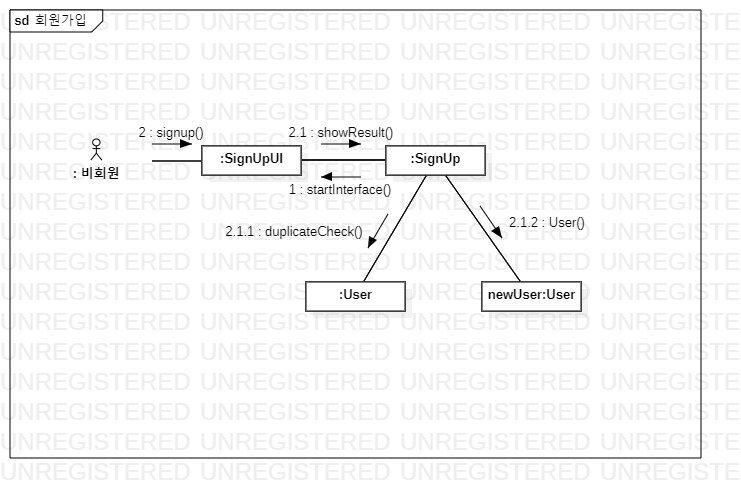 sd 회원가입
2 : signup()
2.1 : showResult()
: 비회원
:SignUpUI
:SignUp
1 : startInterface()
2.1.1 : duplicateCheck()
2.1.2 : User()
:User
newUser:User
UNREGISTERED